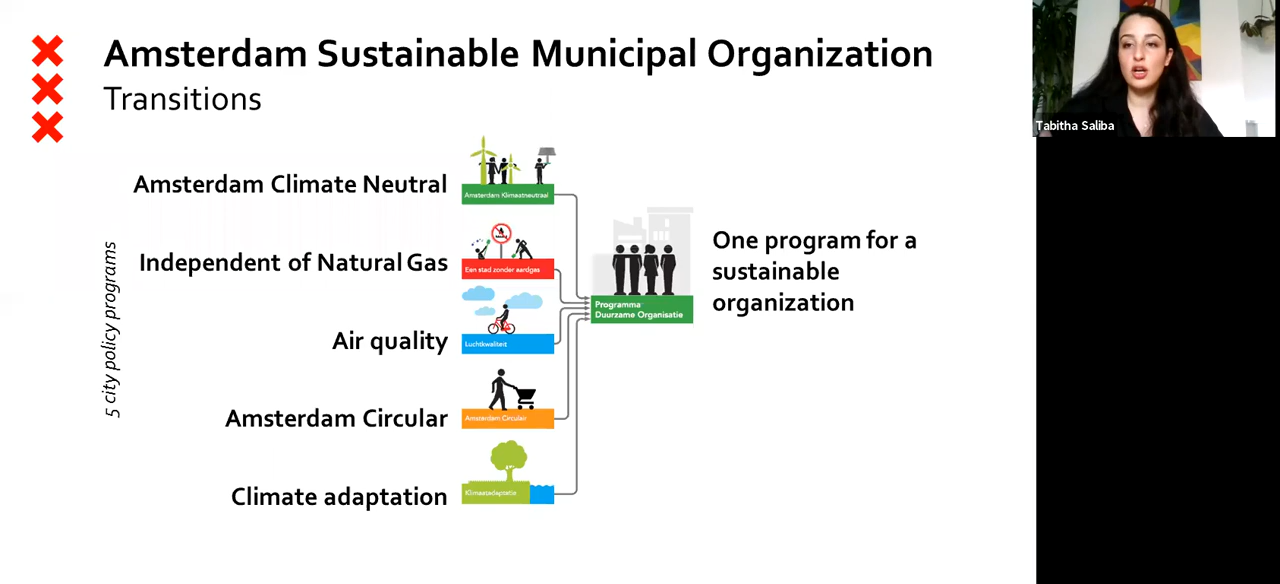 Amsterdam Sustainable Municipal Organization
Transitions
Tabitha Saliba
5 city policy programs
Amsterdam Climate Neutral
Amsterdam Klimaatneutraal
Independent of Natural Gas
Een stad zonder aardgas
Air quality
Luchtkwaliteit
Amsterdam Circular
Amsterdam Circulair
Climate adaptation
Klimaatadaptatie
Programma
Duurzame Organisatie
One program for a
sustainable
organization